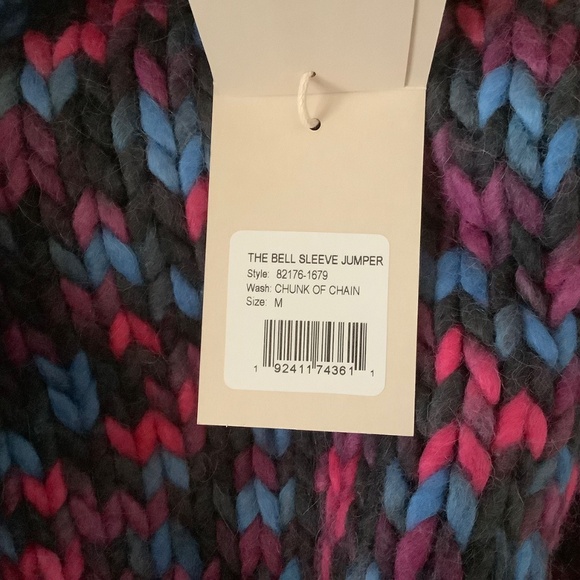 THE BELL SLEEVE JUMPER
Style: 82176-1679
Wash: CHUNK OF CHAIN
Size: M
1 92411 74361 1